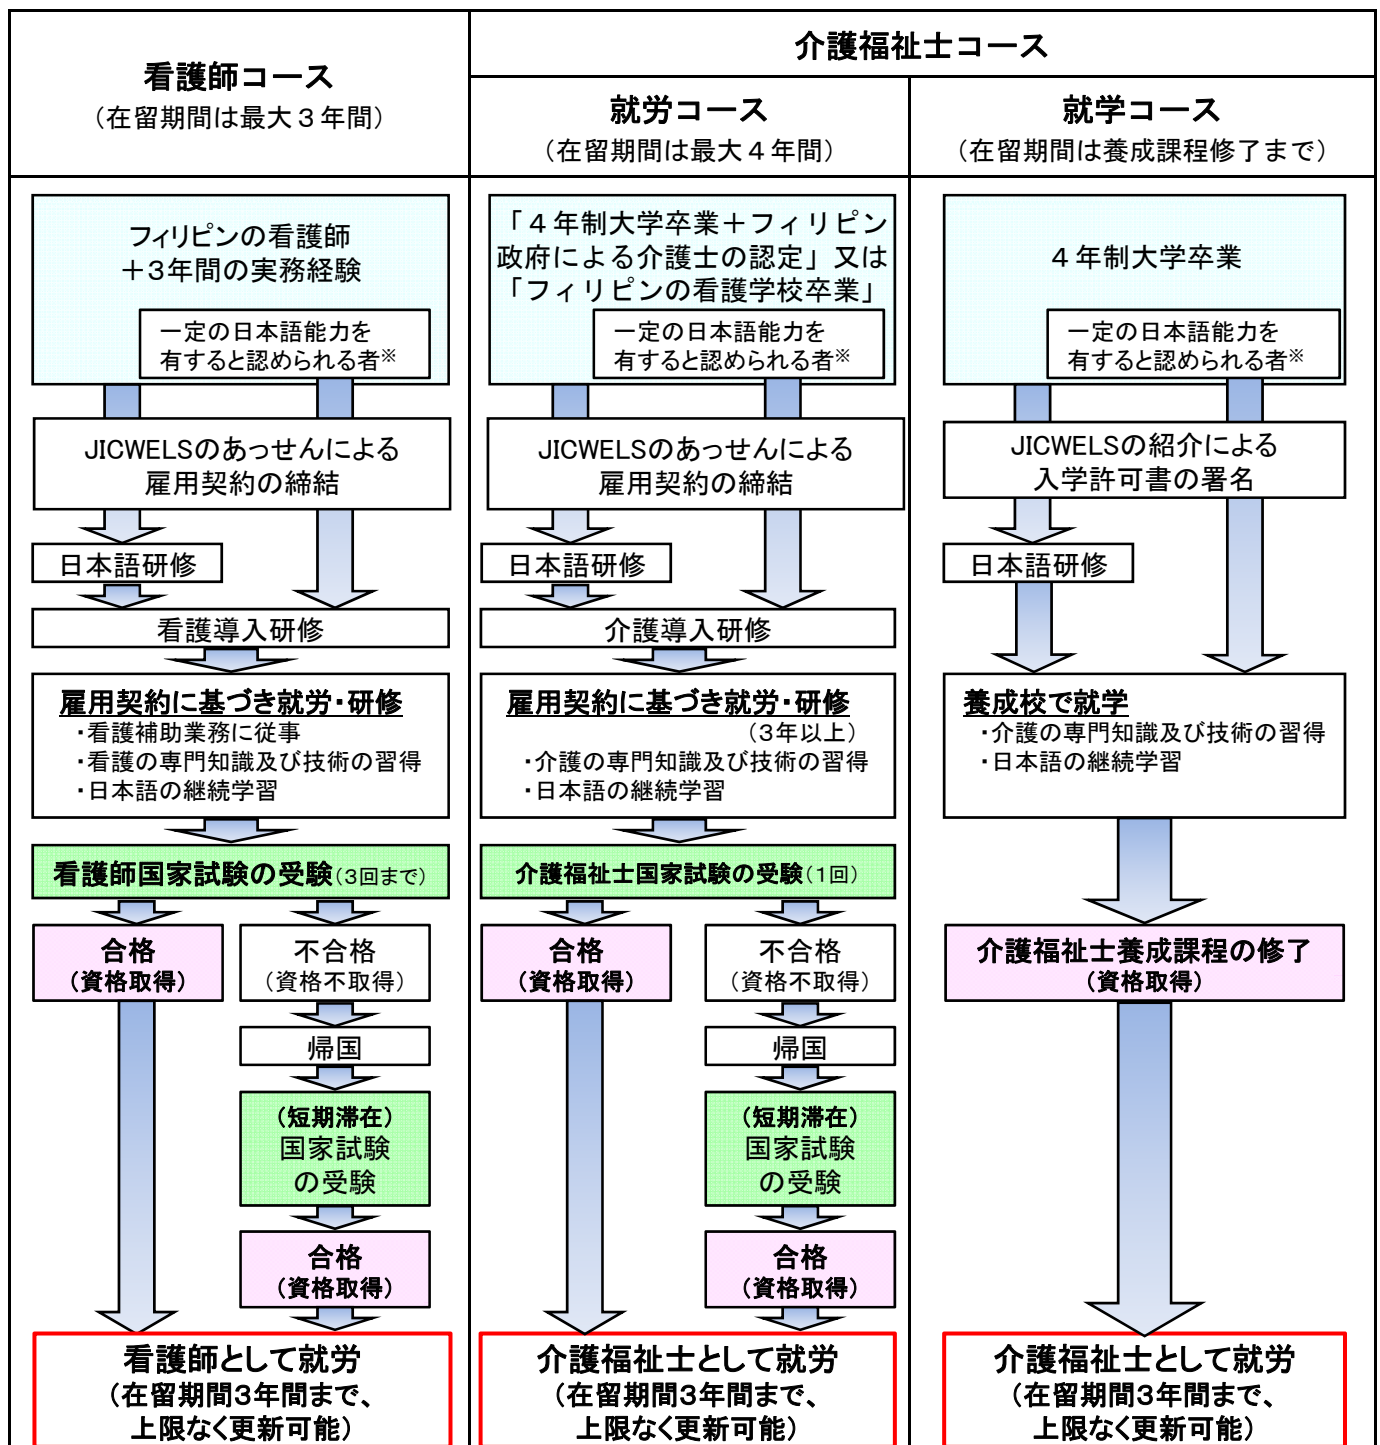 看護師コース
（在留期間は最大３年間）
介護福祉士コース
就労コース
（在留期間は最大４年間）
就学コース
（在留期間は養成課程修了まで）
フィリピンの看護師
＋3年間の実務経験
一定の日本語能力を
有すると認められる者※
JICWELSのあっせんによる
雇用契約の締結
日本語研修
看護導入研修
雇用契約に基づき就労・研修
・看護補助業務に従事
・看護の専門知識及び技術の習得
・日本語の継続学習
看護師国家試験の受験（3回まで）
合格
（資格取得）
不合格
（資格不取得）
帰国
（短期滞在）
国家試験
の受験
合格
（資格取得）
看護師として就労
（在留期間3年間まで、
上限なく更新可能）
「４年制大学卒業＋フィリピン
政府による介護士の認定」又は
「フィリピンの看護学校卒業」
一定の日本語能力を
有すると認められる者※
JICWELSのあっせんによる
雇用契約の締結
日本語研修
介護導入研修
雇用契約に基づき就労・研修
（3年以上）
・介護の専門知識及び技術の習得
・日本語の継続学習
介護福祉士国家試験の受験（1回）
合格
（資格取得）
不合格
（資格不取得）
帰国
（短期滞在）
国家試験
の受験
合格
（資格取得）
介護福祉士として就労
（在留期間3年間まで、
上限なく更新可能）
４年制大学卒業
一定の日本語能力を
有すると認められる者※
JICWELSの紹介による
入学許可書の署名
日本語研修
養成校で就学
・介護の専門知識及び技術の習得
・日本語の継続学習
介護福祉士養成課程の修了
（資格取得）
介護福祉士として就労
（在留期間3年間まで、
上限なく更新可能）